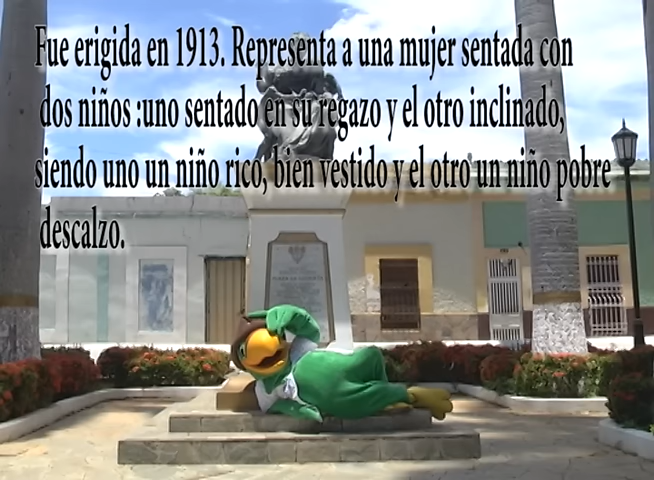 Fue erigida en 1913. Representa a una mujer sentada con
dos niños :uno sentado en su regazo y el otro inclinado,
siendo uno un niño rico, bien vestido y el otro un niño pobre
descalzo.